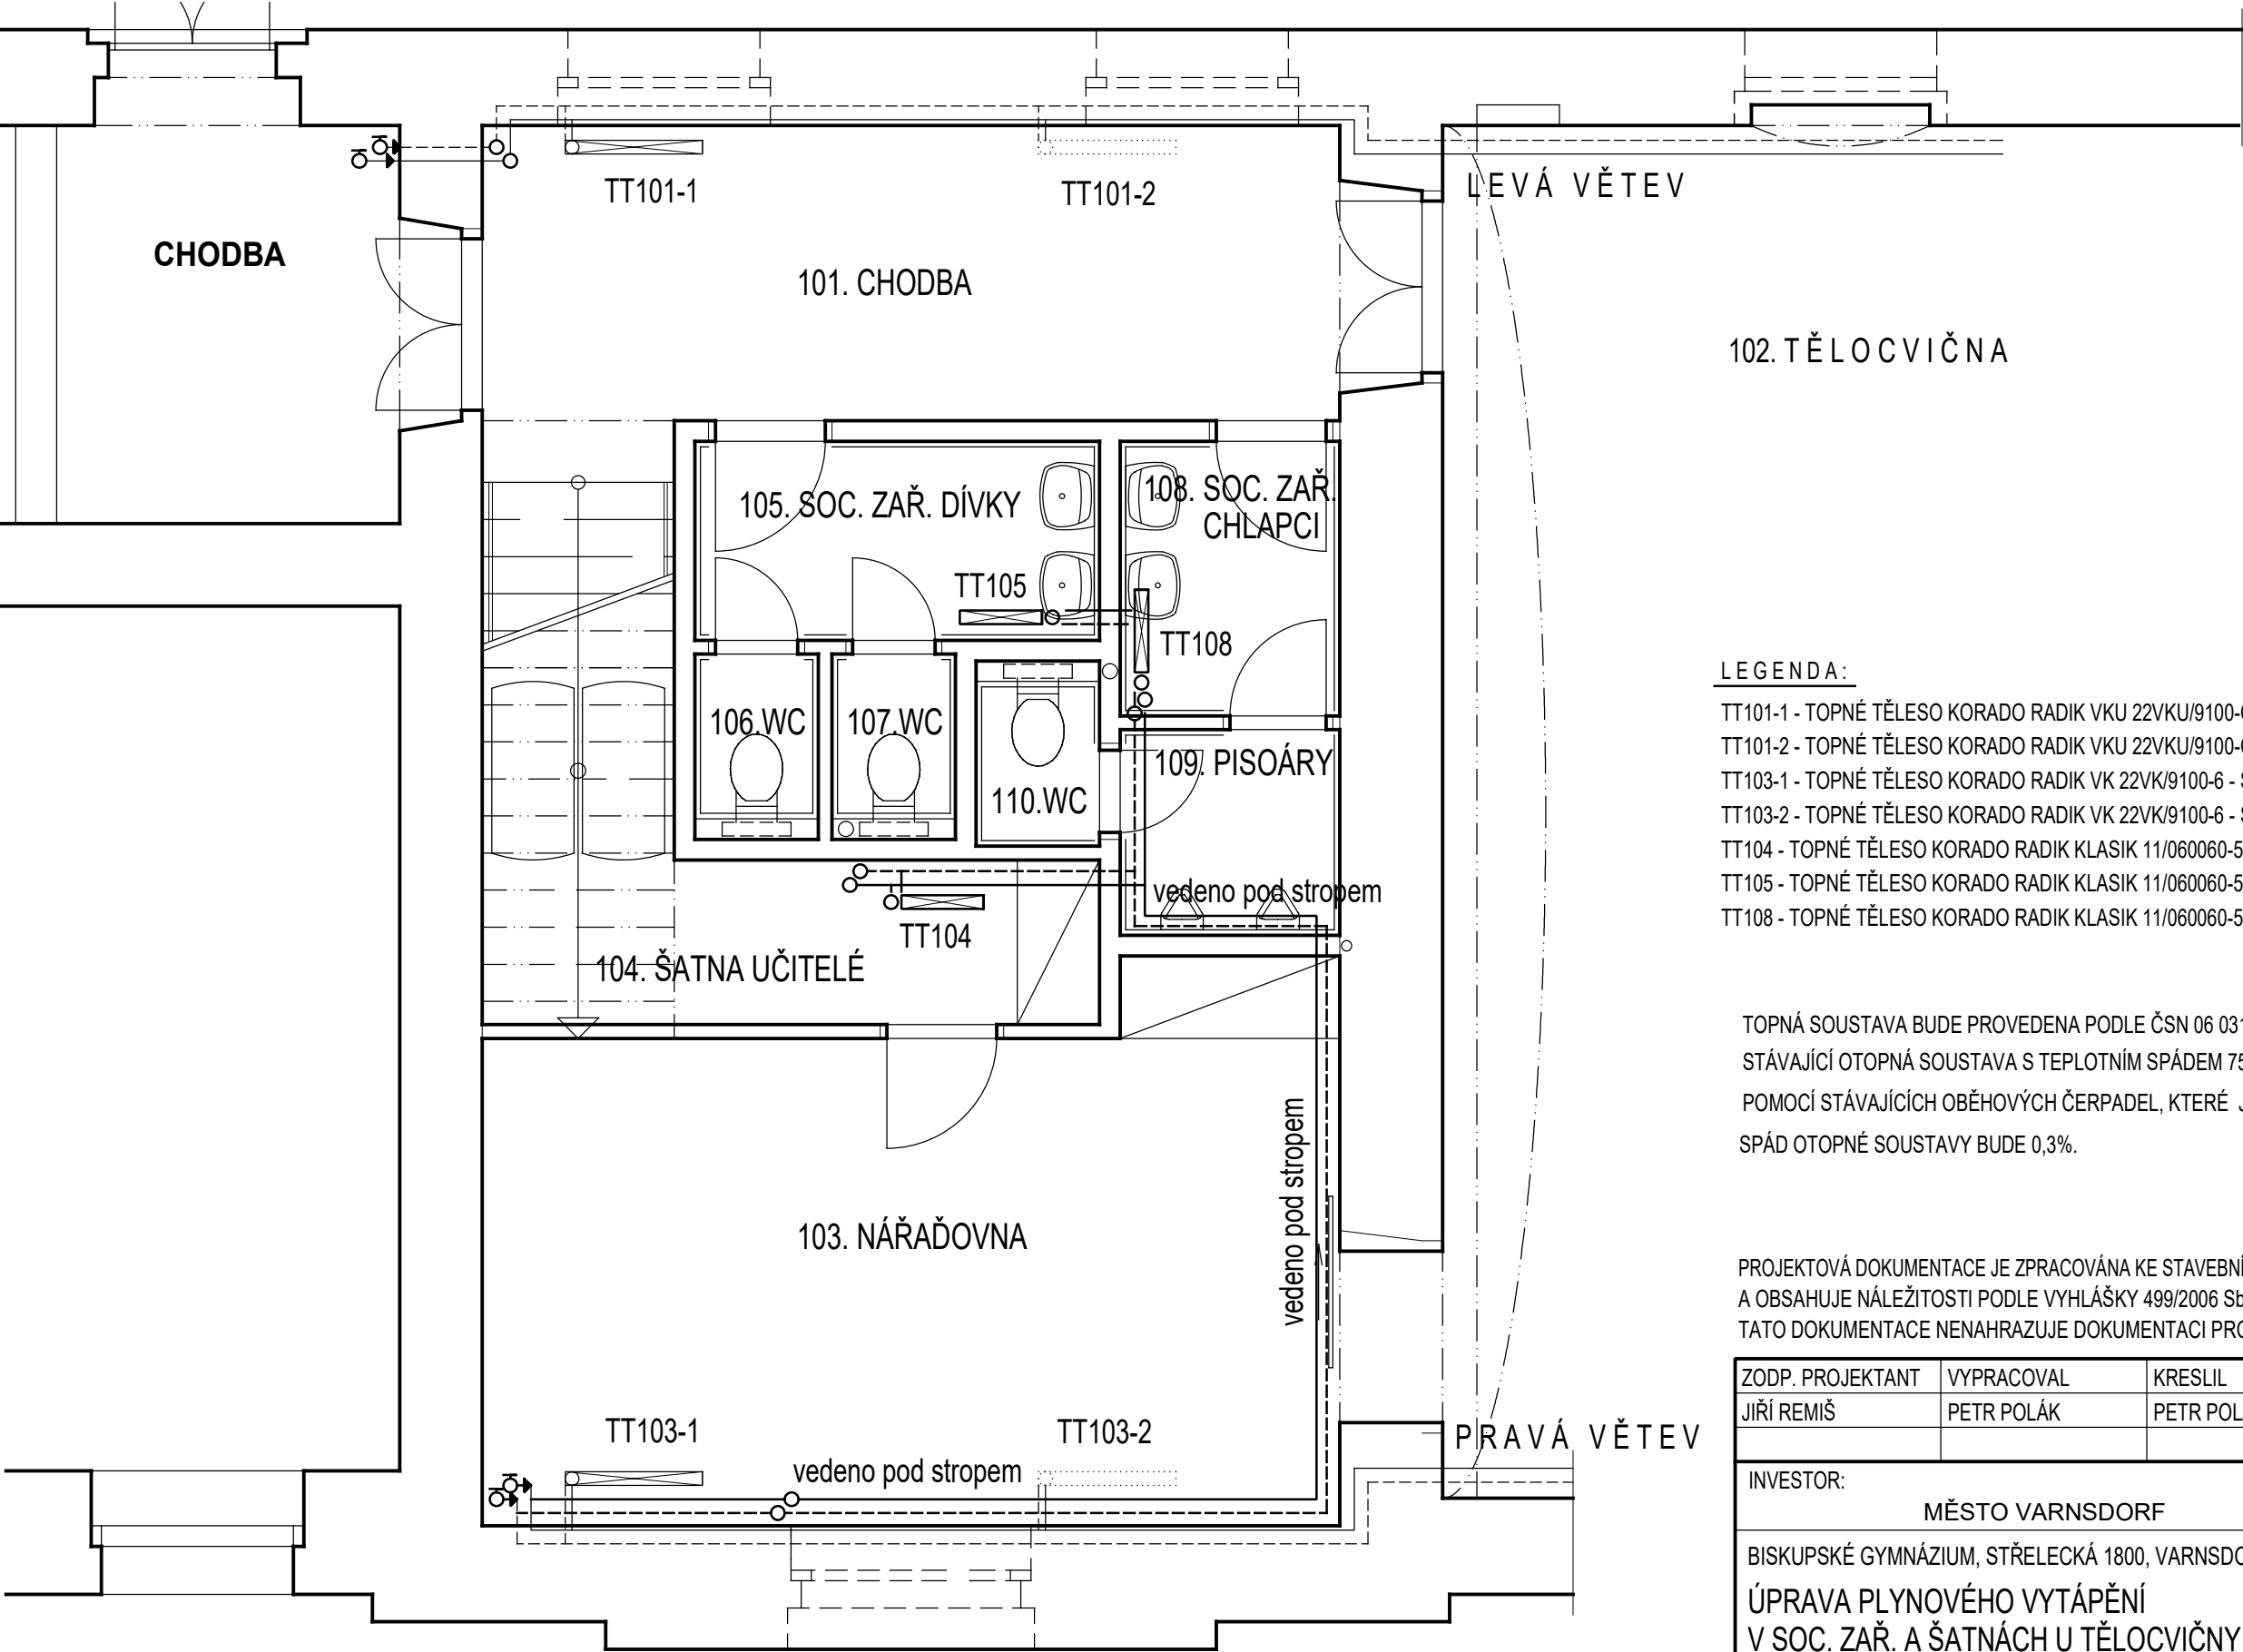 TT101-1
TT101-2
LEVÁ VĚTEV
CHODBA
101. CHODBA
102. TĚLOCVIČNA
105. SOC. ZAŘ. DÍVKY
108. SOC. ZAŘ.
CHLAPCI
TT105
TT108
106.WC
107.WC
110.WC
109. PISOÁRY
vedeno pod stropem
TT104
104. ŠATNA UČITELÉ
103. NÁŘAĎOVNA
vedeno pod stropem
TT103-1
TT103-2
vedeno pod stropem
PRAVÁ VĚTEV
LEGENDA:
TT101-1 - TOPNÉ TĚLESO KORADO RADIK VKU 22VKU/9100-
TT101-2 - TOPNÉ TĚLESO KORADO RADIK VKU 22VKU/9100-
TT103-1 - TOPNÉ TĚLESO KORADO RADIK VK 22VK/9100-6 -
TT103-2 - TOPNÉ TĚLESO KORADO RADIK VK 22VK/9100-6 -
TT104 - TOPNÉ TĚLESO KORADO RADIK KLASIK 11/060060-5
TT105 - TOPNÉ TĚLESO KORADO RADIK KLASIK 11/060060-5
TT108 - TOPNÉ TĚLESO KORADO RADIK KLASIK 11/060060-5
TOPNÁ SOUSTAVA BUDE PROVEDENA PODLE ČSN 06 031
STÁVAJÍCÍ OTOPNÁ SOUSTAVA S TEPLOTNÍM SPÁDEM 75
POMOCÍ STÁVAJÍCÍCH OBĚHOVÝCH ČERPADEL, KTERÉ J
SPÁD OTOPNÉ SOUSTAVY BUDE 0,3%.
PROJEKTOVÁ DOKUMENTACE JE ZPRACOVÁNA KE STAVEBNÍ
A OBSAHUJE NÁLEŽITOSTI PODLE VYHLÁŠKY 499/2006 Sb
TATO DOKUMENTACE NENAHRAZUJE DOKUMENTACI PRO
ZODP. PROJEKTANT VYPRACOVAL KRESLIL
JIŘÍ REMIŠ PETR POLÁK PETR POL
INVESTOR:
MĚSTO VARNSDORF
BISKUPSKÉ GYMNÁZIUM, STŘELECKÁ 1800, VARNSDO
ÚPRAVA PLYNOVÉHO VYTÁPĚNÍ
V SOC. ZAŘ. A ŠATNÁCH U TĚLOCVIČNY